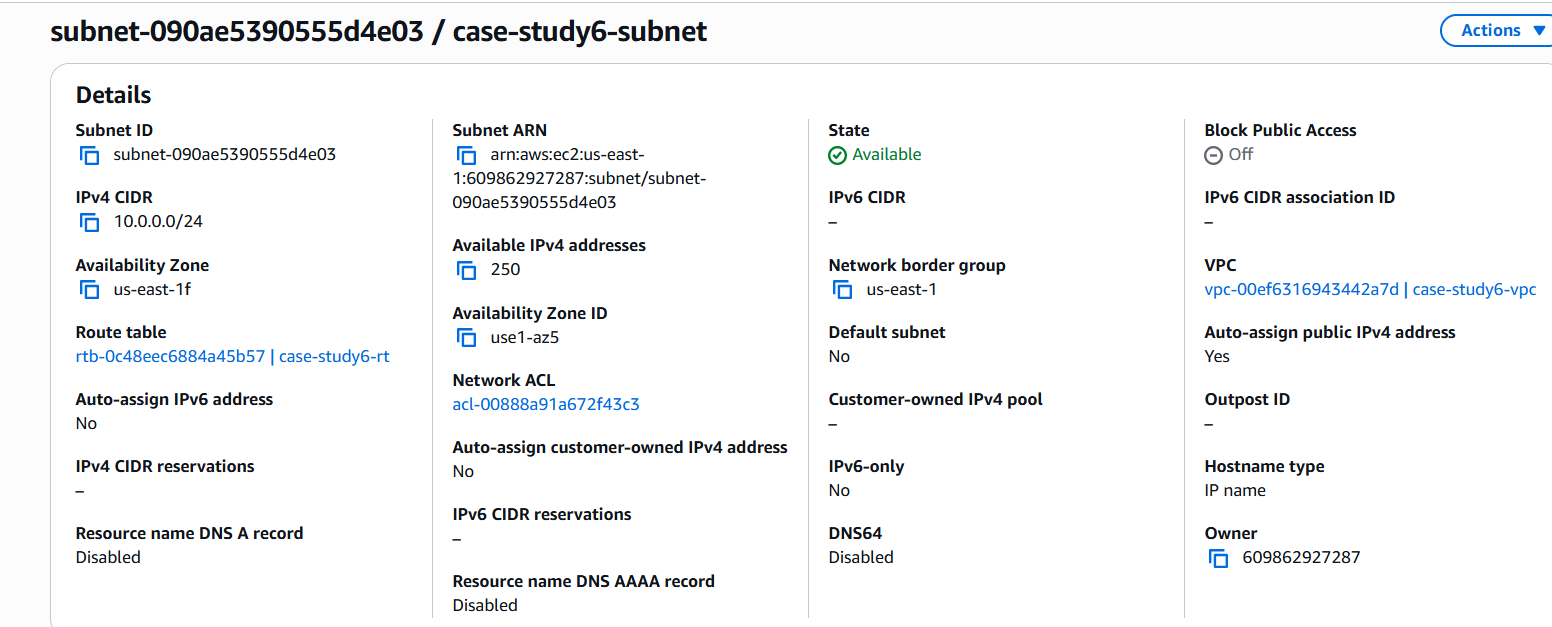 subnet-090ae5390555d4e03 / case-study6-subnet
Actions
Details
Subnet ID
subnet-090ae5390555d4e03
IPv4 CIDR
10.0.0.0/24
Availability Zone
us-east-1f
Route table
rtb-0c48eec6884a45b57 | case-study6-rt
Auto-assign IPv6 address
No
IPv4 CIDR reservations
–
Resource name DNS A record
Disabled
Subnet ARN
arn:aws:ec2:us-east-
1:609862927287:subnet/subnet-
090ae5390555d4e03
Available IPv4 addresses
250
Availability Zone ID
use1-az5
Network ACL
acl-00888a91a672f43c3
Auto-assign customer-owned IPv4 address
No
IPv6 CIDR reservations
–
Resource name DNS AAAA record
Disabled
State
Available
IPv6 CIDR
–
Network border group
us-east-1
Default subnet
No
Customer-owned IPv4 pool
–
IPv6-only
No
DNS64
Disabled
Block Public Access
Off
IPv6 CIDR association ID
–
VPC
vpc-00ef6316943442a7d | case-study6-vpc
Auto-assign public IPv4 address
Yes
Outpost ID
–
Hostname type
IP name
Owner
609862927287